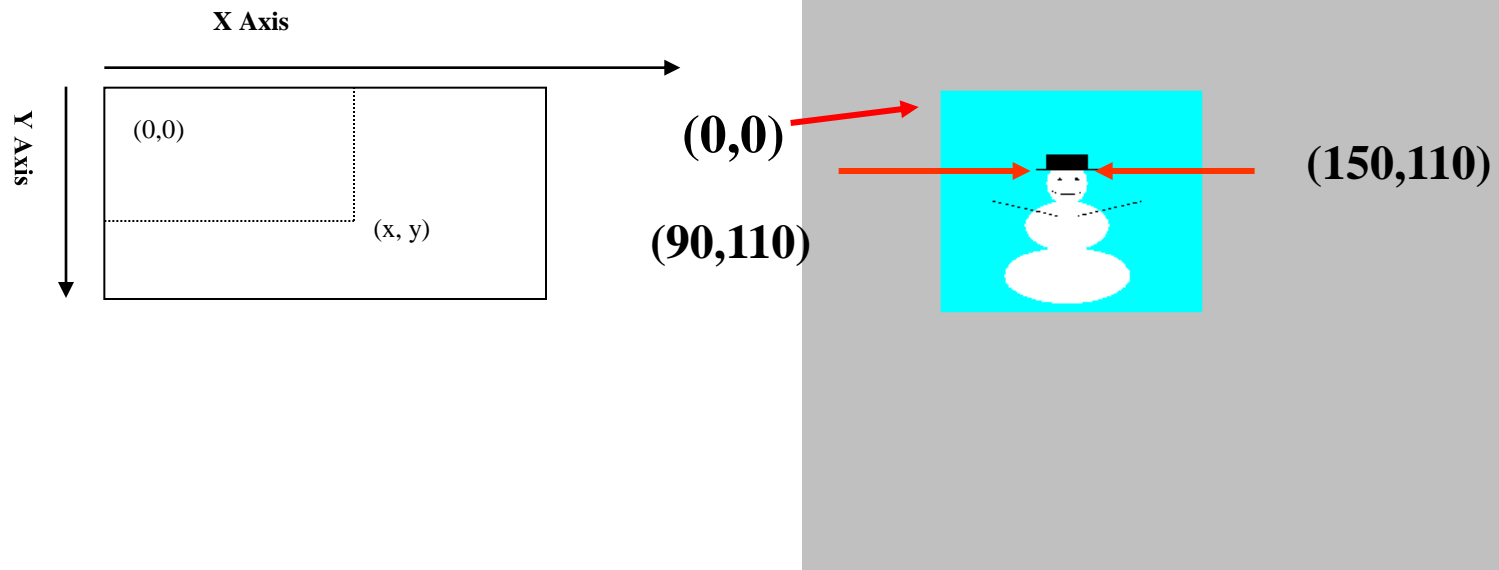 X Axis
Y Axis
(0,0)
(x, y)
(0,0)
(90,110)
(150,110)